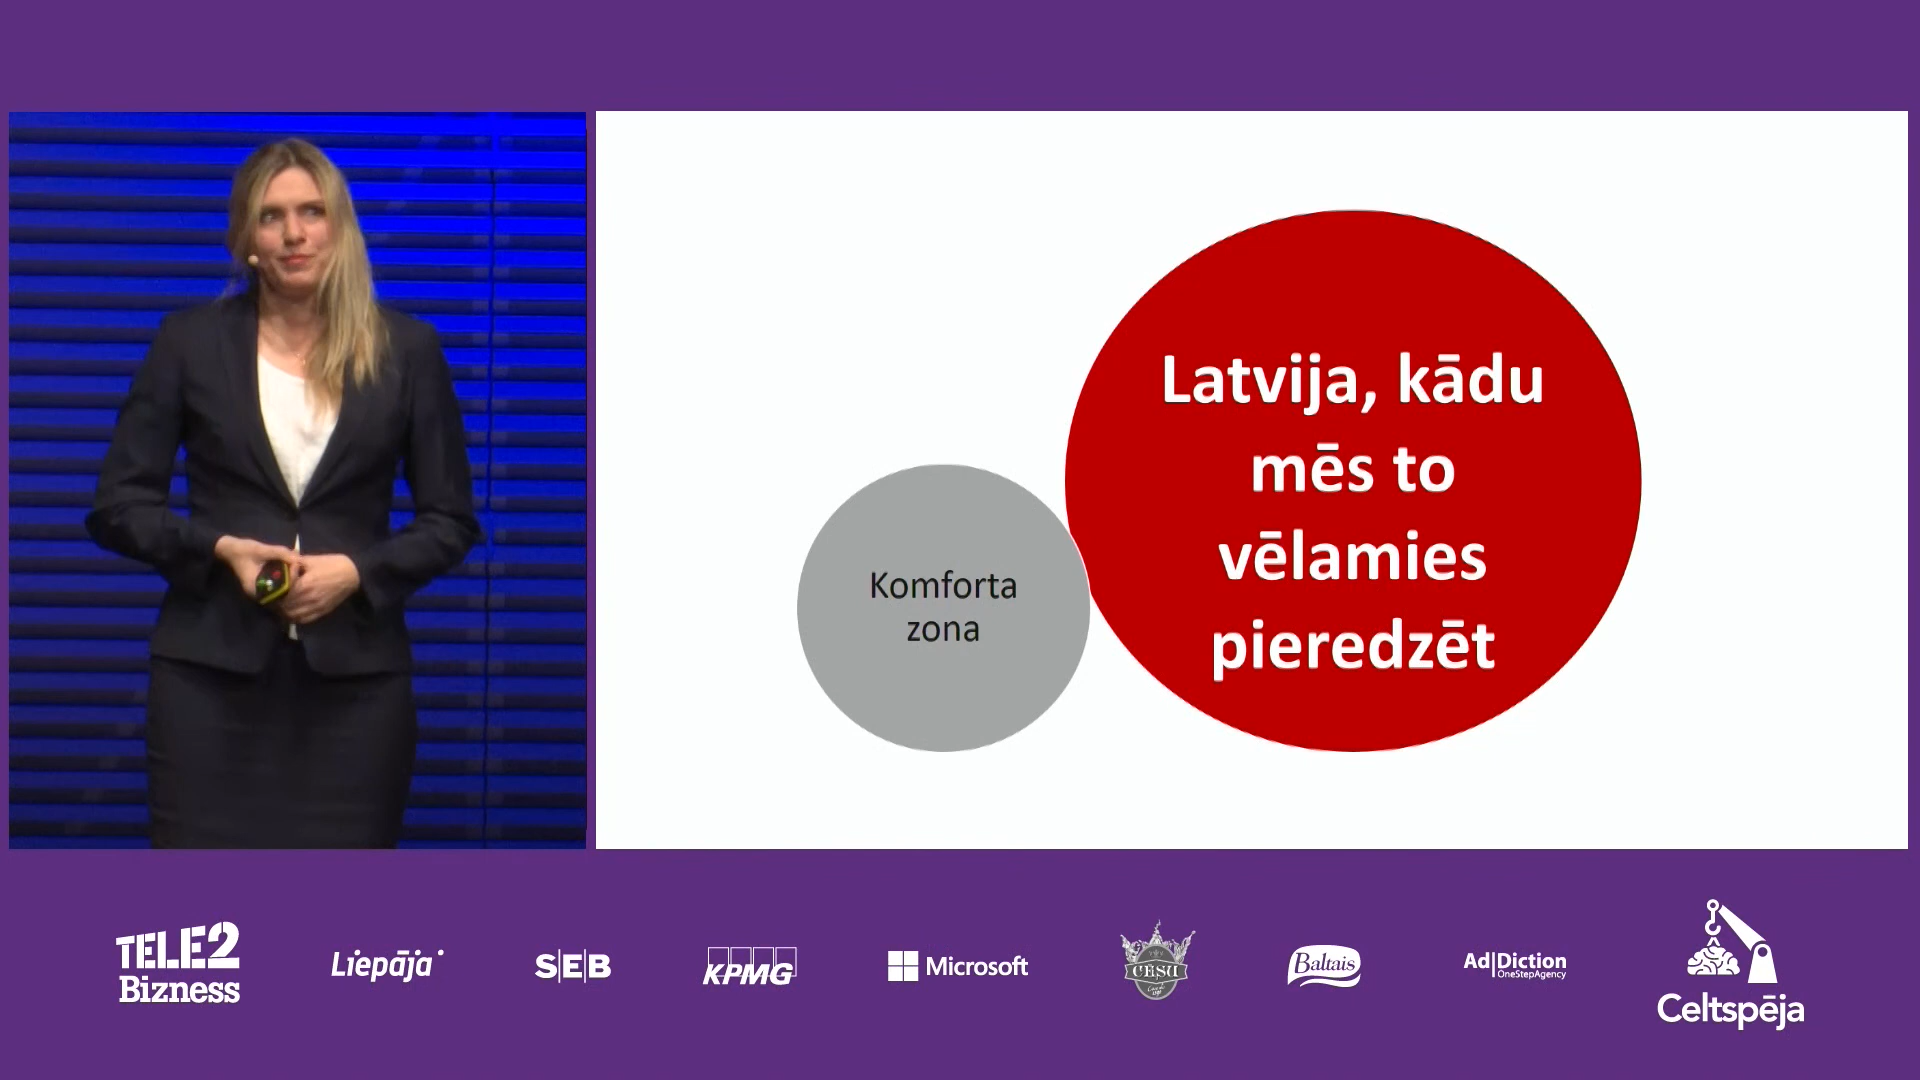 Latvija, kādu
mēs to
vēlamies
pieredzēt
Komforta
zona
TELE2
Bizness
Liepāja
SEB
KPMG
Microsoft
CĒSU
Baltais
Ad|Diction
OneStepAgency
Celtspēja